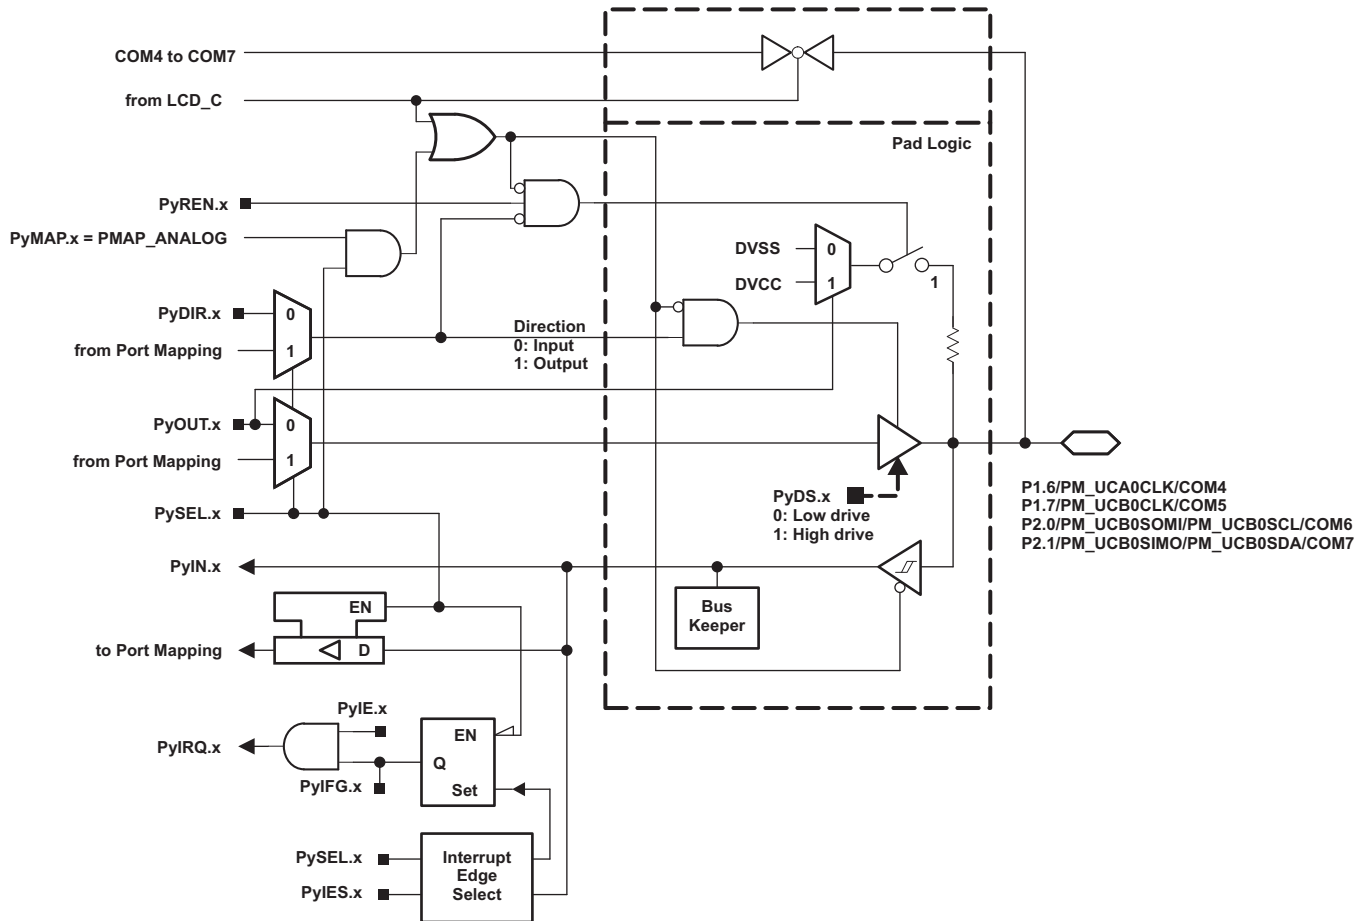 COM4 to COM7
from LCD_C
Pad Logic
PyREN.x
PyMAP.x = PMAP_ANALOG
DVSS
0
DVCC
1
1
PyDIR.x
0
from Port Mapping
1
Direction
0: Input
1: Output
PyOUT.x
0
from Port Mapping
1
PyDS.x
0: Low drive
1: High drive
P1.6/PM_UCA0CLK/COM4
P1.7/PM_UCB0CLK/COM5
P2.0/PM_UCB0SOMI/PM_UCB0SCL/COM6
P2.1/PM_UCB0SIMO/PM_UCB0SDA/COM7
PySEL.x
PyIN.x
Bus
Keeper
EN
to Port Mapping
D
PyIE.x
PyIRQ.x
EN
Q
PyIFG.x
Set
PySEL.x
PyIES.x
Interrupt
Edge
Select